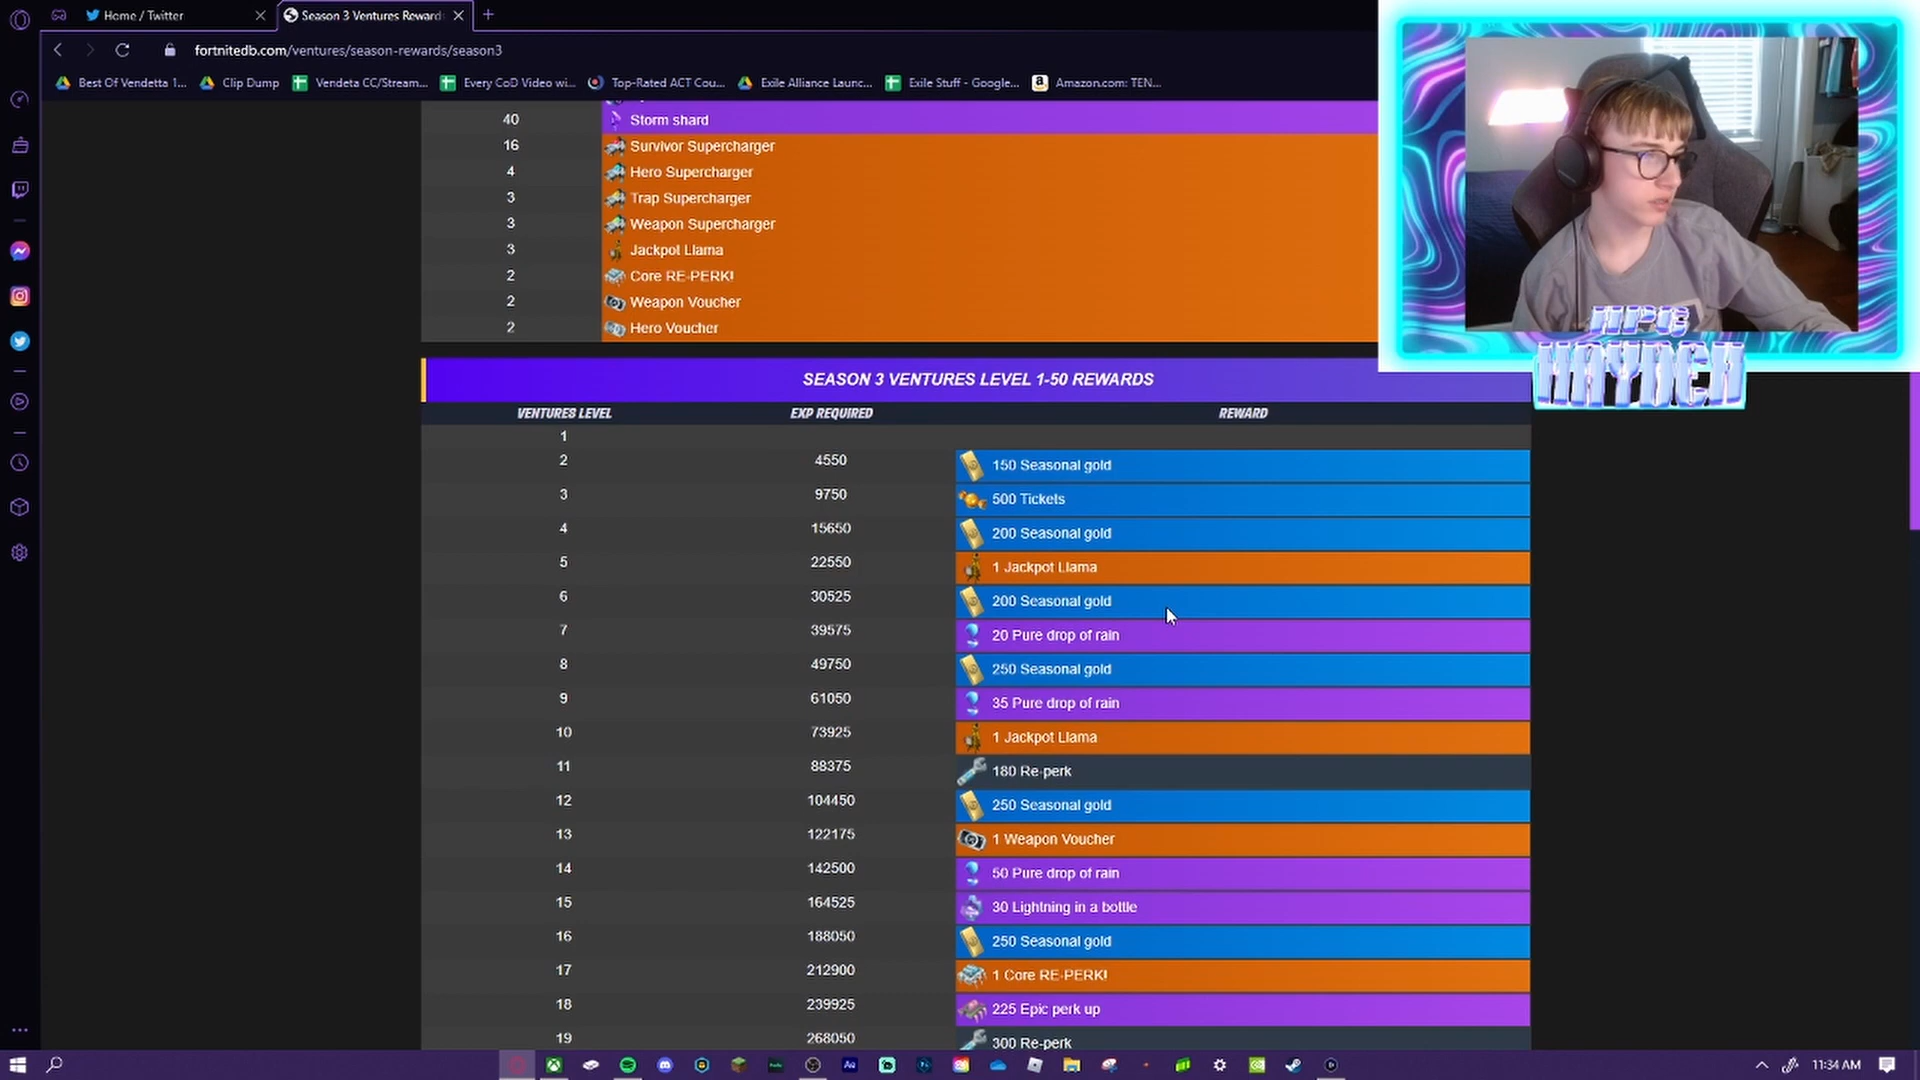 Home / Twitter
Season 3 Ventures Reward
fortnitedb.com/ventures/season-rewards/season3
Best Of Vendetta 1... Clip Dump Vendeta CC/Stream... Every CoD Video wi... Top-Rated ACT Cou... Exile Alliance Launc... Exile Stuff - Google... Amazon.com: TEN...
40 Storm shard
16 Survivor Supercharger
4 Hero Supercharger
3 Trap Supercharger
3 Weapon Supercharger
3 Jackpot Llama
2 Core RE-PERK!
2 Weapon Voucher
2 Hero Voucher
SEASON 3 VENTURES LEVEL 1-50 REWARDS
VENTURES LEVEL EXP REQUIRED REWARD
1
2 4550 150 Seasonal gold
3 9750 500 Tickets
4 15650 200 Seasonal gold
5 22550 1 Jackpot Llama
6 30525 200 Seasonal gold
7 39575 20 Pure drop of rain
8 49750 250 Seasonal gold
9 61050 35 Pure drop of rain
10 73925 1 Jackpot Llama
11 88375 180 Re-perk
12 104450 250 Seasonal gold
13 122175 1 Weapon Voucher
14 142500 50 Pure drop of rain
15 164525 30 Lightning in a bottle
16 188050 250 Seasonal gold
17 212900 1 Core RE-PERK!
18 239925 225 Epic perk up
19 268050 300 Re-perk
11:34 AM